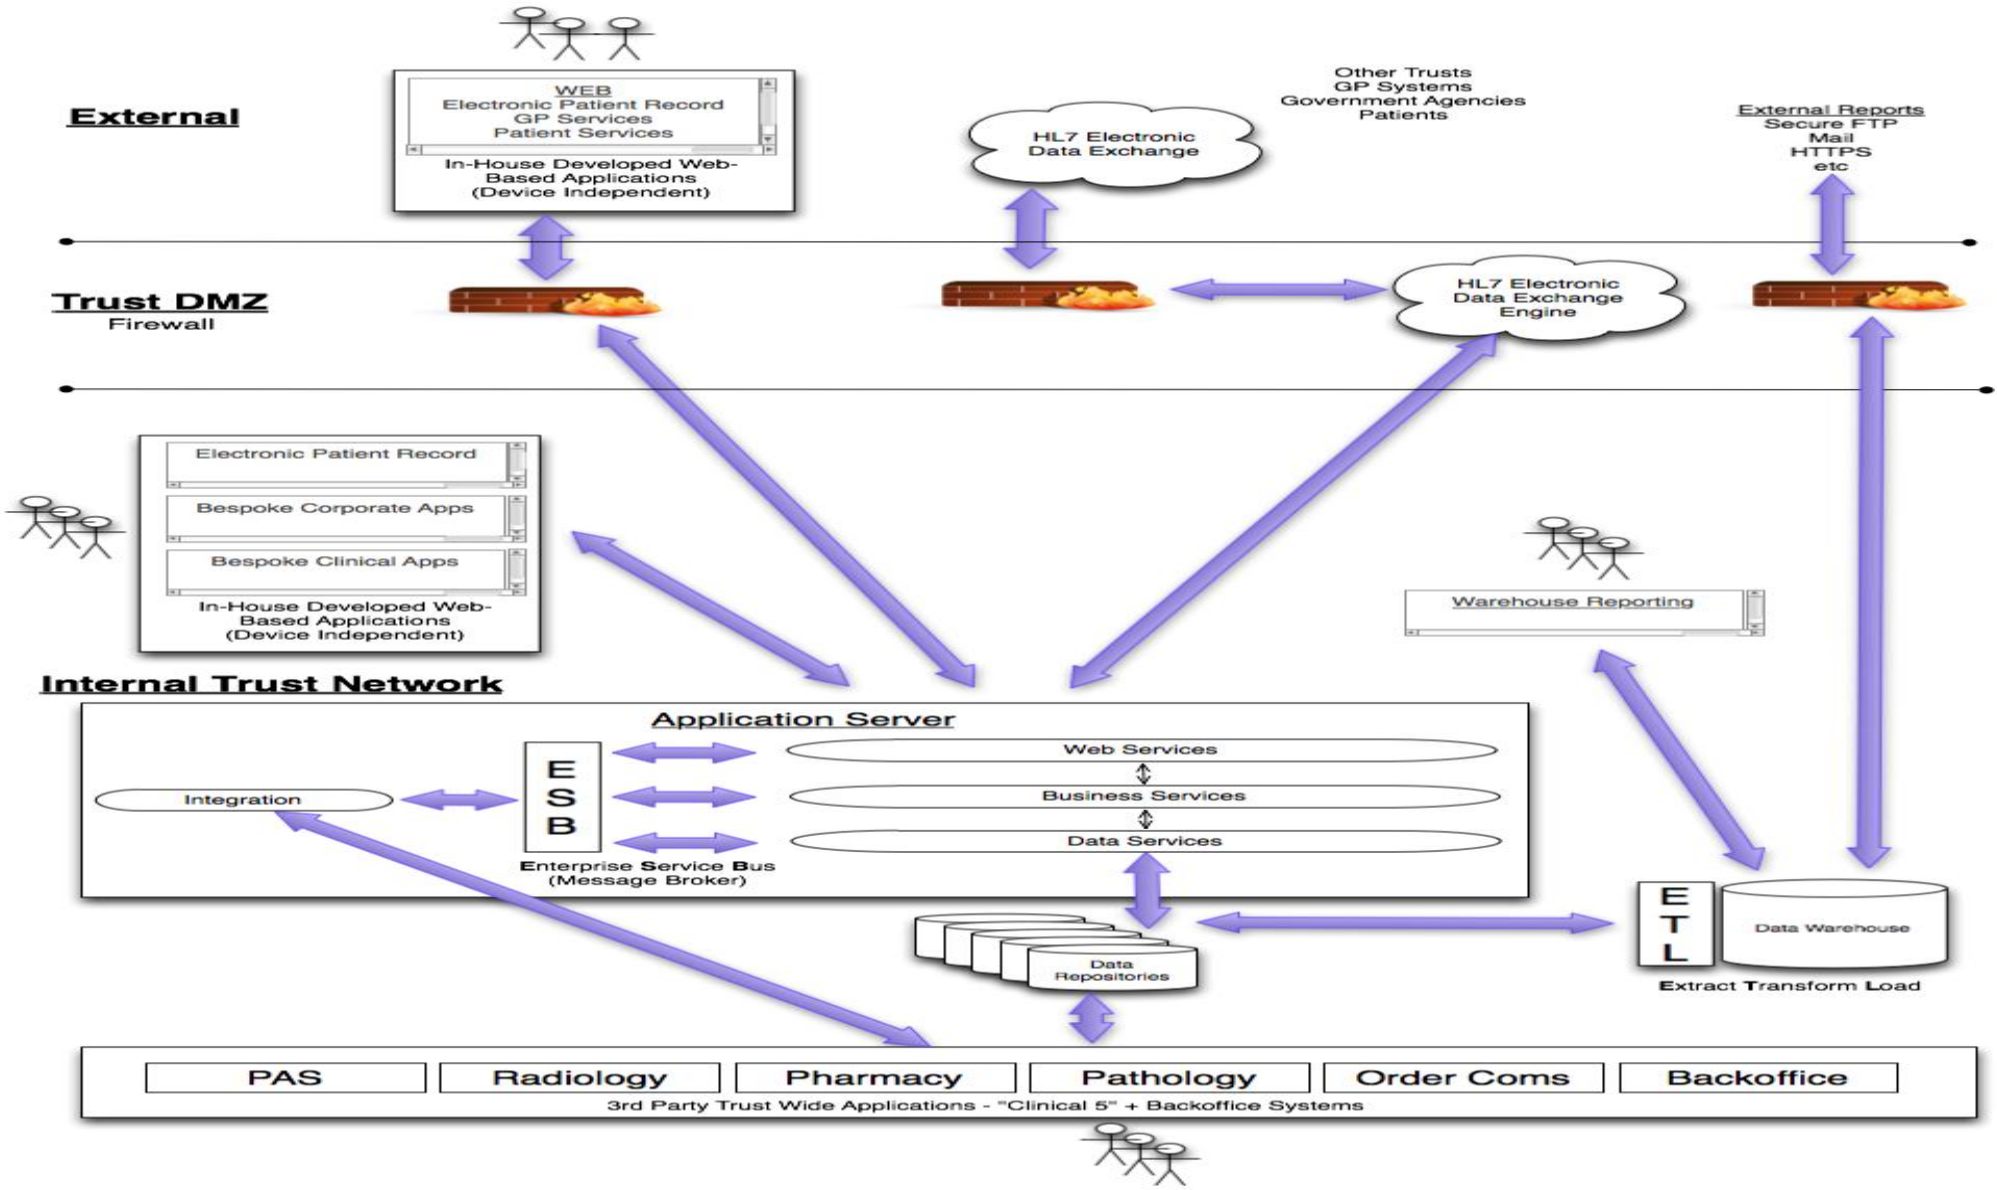 External
WEB
Electronic Patient Record
GP Services
Patient Services
In-House Developed Web-
Based Applications
(Device Independent)
HL7 Electronic
Data Exchange
Other Trusts
GP Systems
Government Agencies
Patients
External Reports
Secure FTP
Mail
HTTPS
etc
Trust DMZ
Firewall
HL7 Electronic
Data Exchange
Engine
Electronic Patient Record
Bespoke Corporate Apps
Bespoke Clinical Apps
In-House Developed Web-
Based Applications
(Device Independent)
Warehouse Reporting
Internal Trust Network
Application Server
Integration
E
S
B
Enterprise Service Bus
(Message Broker)
Web Services
Business Services
Data Services
Data
Repositories
E
T
L
Data Warehouse
Extract Transform Load
PAS
Radiology
Pharmacy
Pathology
Order Coms
Backoffice
3rd Party Trust Wide Applications - "Clinical 5" + Backoffice Systems